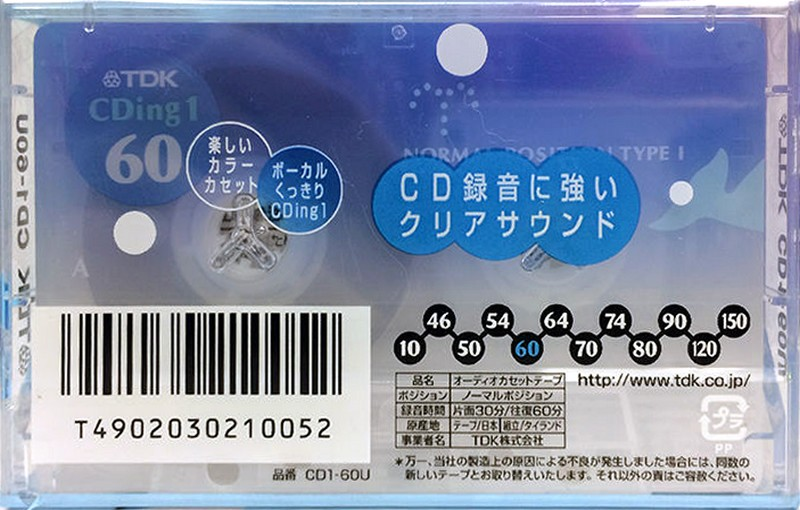 TDK
CDing1
60
楽しい
カラー
カセット
ボーカル
くっきり
CDing1
T
NORMAL POSITION TYPE I
CD録音に強い
クリアサウンド
TDK CD1-60U
TDK CD1-60U
A
10 46 50 54 60 64 70 74 80 90 120 150
T4902030210052
品名 オーディオカセットテープ
ポジション ノーマルポジション
録音時間 片面30分/往復60分
原産地 テープ/日本 組立/タイランド
事業者名 TDK株式会社
http://www.tdk.co.jp/
プラ
PP
品番 CD1-60U
*万一、当社の製造上の原因による不良が発生しました場合には、同数の
新しいテープとお取り替えいたします。それ以外の責はご容赦ください。